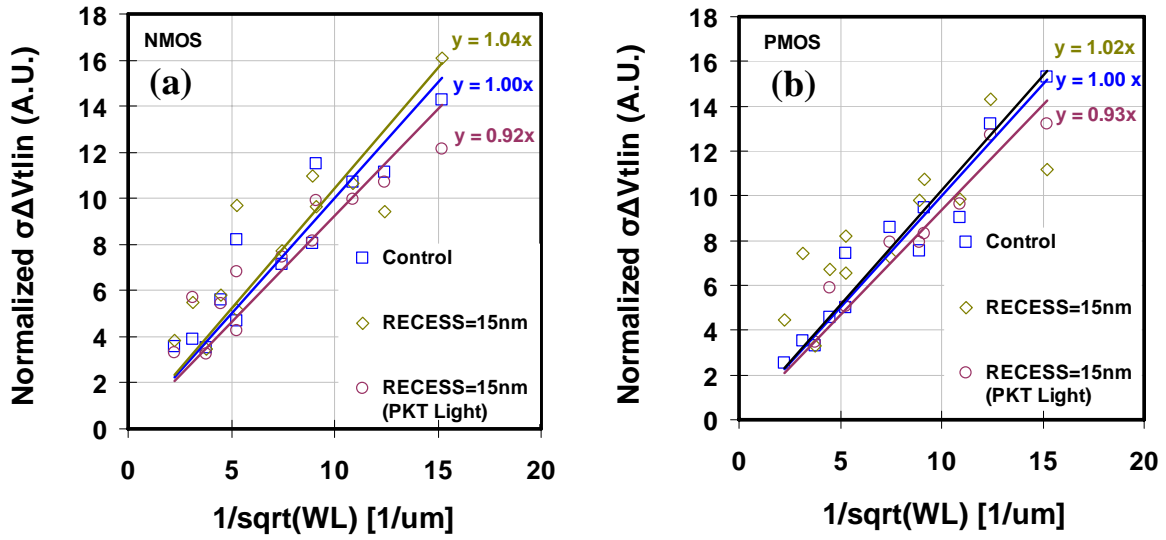 Normalized σΔVtlin (A.U.)
18
16
14
12
10
8
6
4
2
0
NMOS
(a)
y = 1.04x
y = 1.00x
y = 0.92x
Control
RECESS=15nm
RECESS=15nm
(PKT Light)
0 5 10 15 20
1/sqrt(WL) [1/um]
Normalized σΔVtlin (A.U.)
18
16
14
12
10
8
6
4
2
0
PMOS
(b)
y = 1.02x
y = 1.00 x
y = 0.93x
Control
RECESS=15nm
RECESS=15nm
(PKT Light)
0 5 10 15 20
1/sqrt(WL) [1/um]